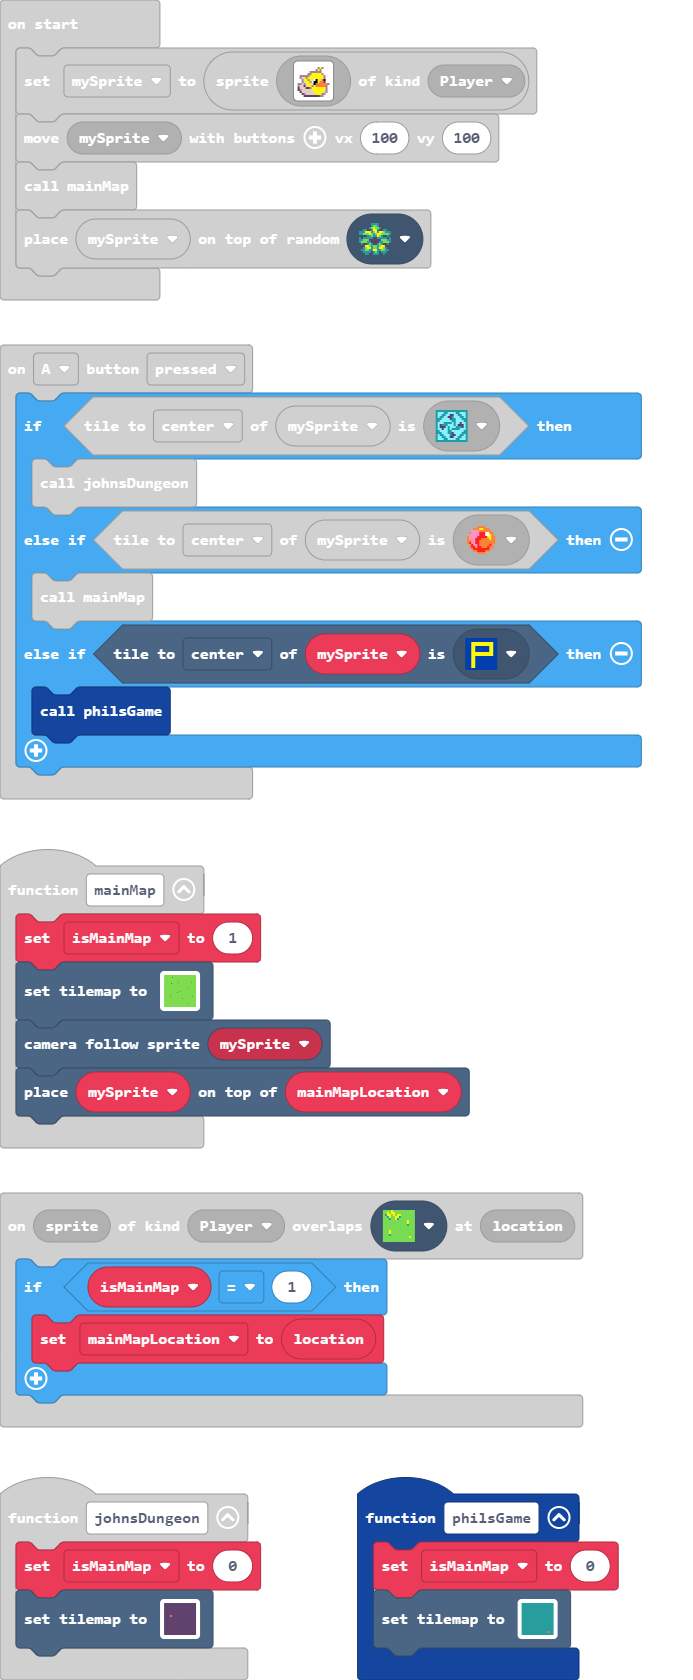 on start
set mySprite to sprite of kind Player
move mySprite with buttons vx 100 vy 100
call mainMap
place mySprite on top of random
on A button pressed
if tile to center of mySprite is then
call johnsDungeon
else if tile to center of mySprite is then
call mainMap
else if tile to center of mySprite is P then
call philsGame
function mainMap
set isMainMap to 1
set tilemap to
camera follow sprite mySprite
place mySprite on top of mainMapLocation
on sprite of kind Player overlaps at location
if isMainMap = 1 then
set mainMapLocation to location
function johnsDungeon
set isMainMap to 0
set tilemap to
function philsGame
set isMainMap to 0
set tilemap to